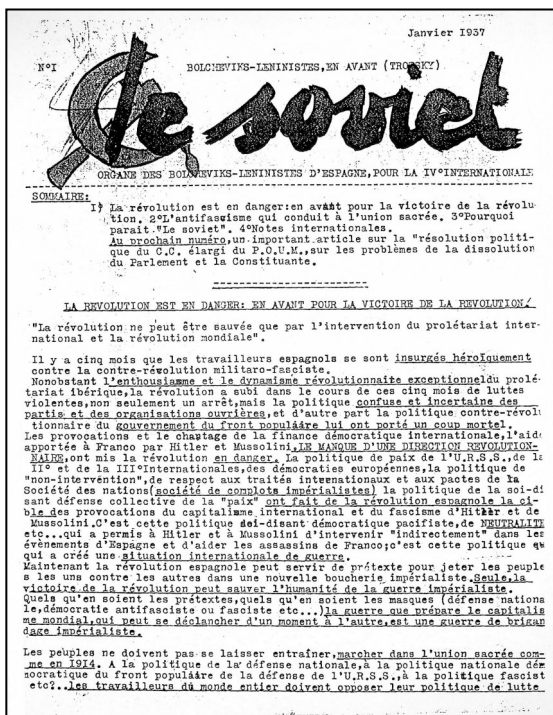 Janvier I937
N°I
BOLCHEVIKS-LENINISTES,EN AVANT (TROTSKY)
le soviet
ORGANE DES BOLCHEVIKS-LENINISTES D'ESPAGNE,POUR LA IV°INTERNATIONALE
SOMMAIRE:
I° La révolution est en danger:en avant pour la victoire de la révolu
tion. 2°L'antifascisme qui conduit à l'union sacrée. 3°Pourquoi
parait "Le soviet". 4°Notes internationales.
Au prochain numéro,un important article sur la "résolution politi-
que du C.C. élargi du P.O.U.M.,sur les problèmes de la dissolution
du Parlement et la Constituante.
LA REVOLUTION EST EN DANGER: EN AVANT POUR LA VICTOIRE DE LA REVOLUTION!
"La révolution ne peut être sauvée que par l'intervention du prolétariat inter-
national et la révolution mondiale".
Il y a cinq mois que les travailleurs espagnols se sont insurgés héroïquement
contre la contre-révolution militaro-fasciste.
Nonobstant l'enthousiasme et le dynamisme révolutionnaite exceptionnel du prolé-
tariat ibérique,la révolution a subi dans le cours de ces cinq mois de luttes
violentes,non seulement un arrêt,mais la politique confuse et incertaine des
partis et des organisations ouvrières, et d'autre part la politique contre-révolu
tionnaire du gouvernement du front populaire lui ont porté un coup mortel.
Les provocations et le chantage de la finance démocratique internationale,l'aide
apportée à Franco par Hitler et Mussolini,LE MANQUE D'UNE DIRECTION REVOLUTION-
NAIRE,ont mis la révolution en danger. La politique de paix de l'U.R.S.S.,de la
II° et de la III°Internationales,des démocraties européennes,la politique de
"non-intervention",de respect aux traités internationaux et aux pactes de la
Société des nations(société de complots impérialistes) la politique de la soi-di
sant défense collective de la "paix" ont fait de la révolution espagnole la ci-
ble des provocations du capitalisme international et du fascisme d'Hitler et de
Mussolini.C'est cette politique soi-disant démocratique pacifiste,de NEUTRALITE
etc...qui a permis à Hitler et à Mussolini d'intervenir "indirectement" dans les
évènements d'Espagne et d'aider les assassins de Franco;c'est cette politique qu
qui a créé une situation internationale de guerre.
Maintenant la révolution espagnole peut servir de prétexte pour jeter les peuple
s les uns contre les autres dans une nouvelle boucherie impérialiste.Seule,la
victoire de la révolution peut sauver l'humanité de la guerre impérialiste.
Quels qu'en soient les prétextes,quels qu'en soient les masques (défense nationa
le,démocratie antifasciste ou fasciste etc...)la guerre que prépare le capitalis
me mondial,qui peut se déclancher d'un moment à l'autre,est une guerre de brigan
dage impérialiste.
Les peuples ne doivent pas se laisser entraîner,marcher dans l'union sacrée com-
me en I9I4. A la politique de la défense nationale,à la politique nationale dém
mocratique du front populaire de la défense de l'U.R.S.S.,à la politique fascist
etc?..les travailleurs du monde entier doivent opposer leur politique de lutte